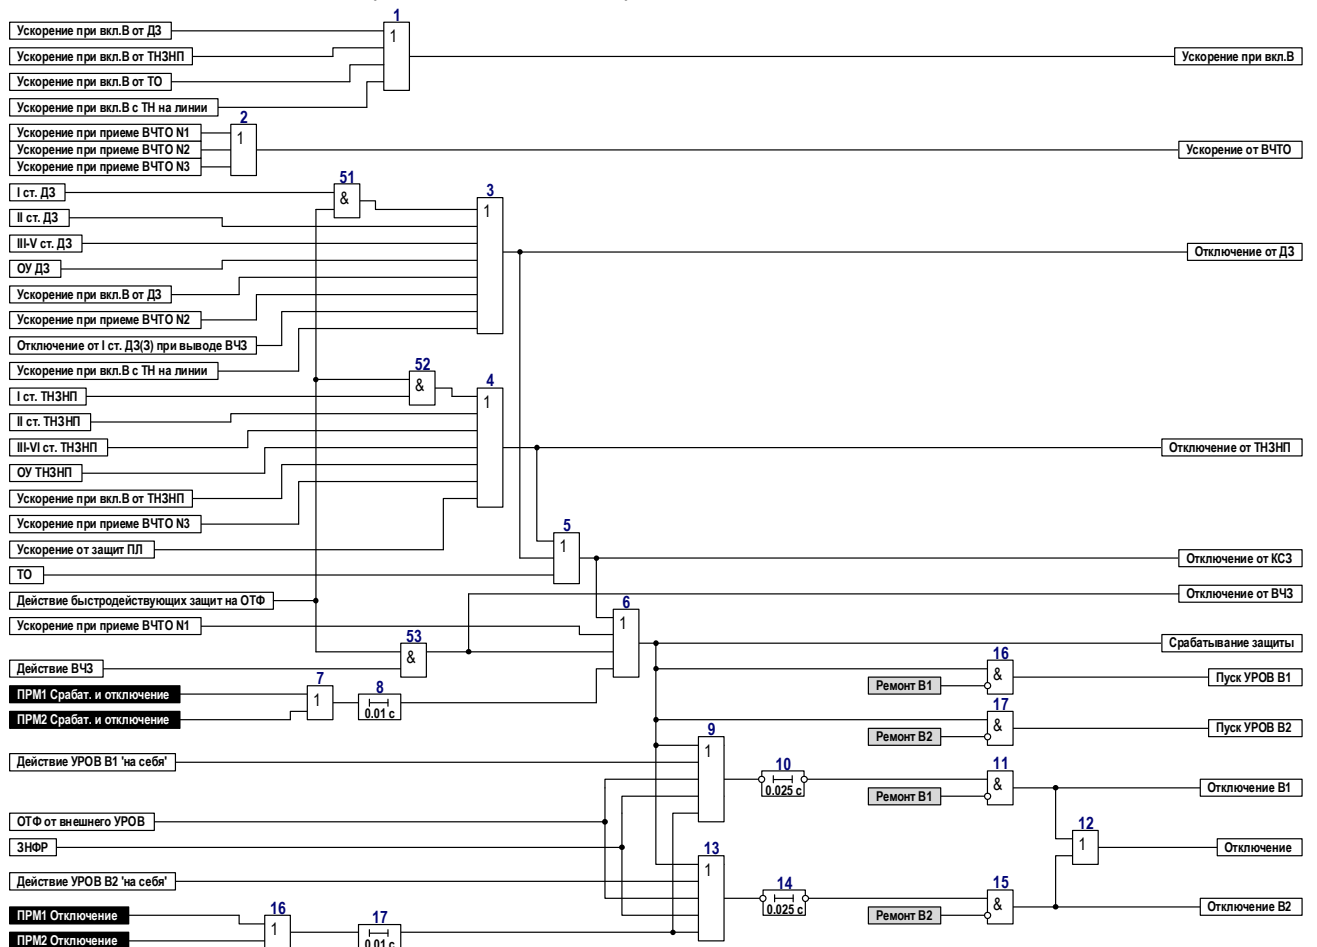 1
Ускорение при вкл.В от ДЗ
1
Ускорение при вкл.В от ТНЗНП
Ускорение при вкл.В
Ускорение при вкл.В от ТО
Ускорение при вкл.В с ТН на линии
2
Ускорение при приеме ВЧТО N1
1
Ускорение при приеме ВЧТО N2
Ускорение от ВЧТО
Ускорение при приеме ВЧТО N3
51
I ст. ДЗ
&
3
1
II ст. ДЗ
III-V ст. ДЗ
Отключение от ДЗ
ОУ ДЗ
Ускорение при вкл.В от ДЗ
Ускорение при приеме ВЧТО N2
Отключение от I ст. ДЗ(3) при выводе ВЧЗ
Ускорение при вкл.В с ТН на линии
52
&
4
I ст. ТНЗНП
1
II ст. ТНЗНП
III-VI ст. ТНЗНП
Отключение от ТНЗНП
ОУ ТНЗНП
Ускорение при вкл.В от ТНЗНП
Ускорение при приеме ВЧТО N3
5
Ускорение от защит ПЛ
1
Отключение от КСЗ
ТО
Отключение от ВЧЗ
Действие быстродействующих защит на ОТФ
6
Ускорение при приеме ВЧТО N1
1
53
&
Срабатывание защиты
Действие ВЧЗ
16
&
Пуск УРОВ В1
7
8
Ремонт В1
ПРМ1 Срабат. и отключение
1
0.01 с
ПРМ2 Срабат. и отключение
17
&
Пуск УРОВ В2
9
Ремонт В2
1
Действие УРОВ В1 'на себя'
10
11
0.025 с
&
Отключение В1
Ремонт В1
ОТФ от внешнего УРОВ
12
1
ЗНФР
Отключение
13
1
Действие УРОВ В2 'на себя'
14
15
0.025 с
&
Отключение В2
16
17
Ремонт В2
ПРМ1 Отключение
1
0.01 с
ПРМ2 Отключение